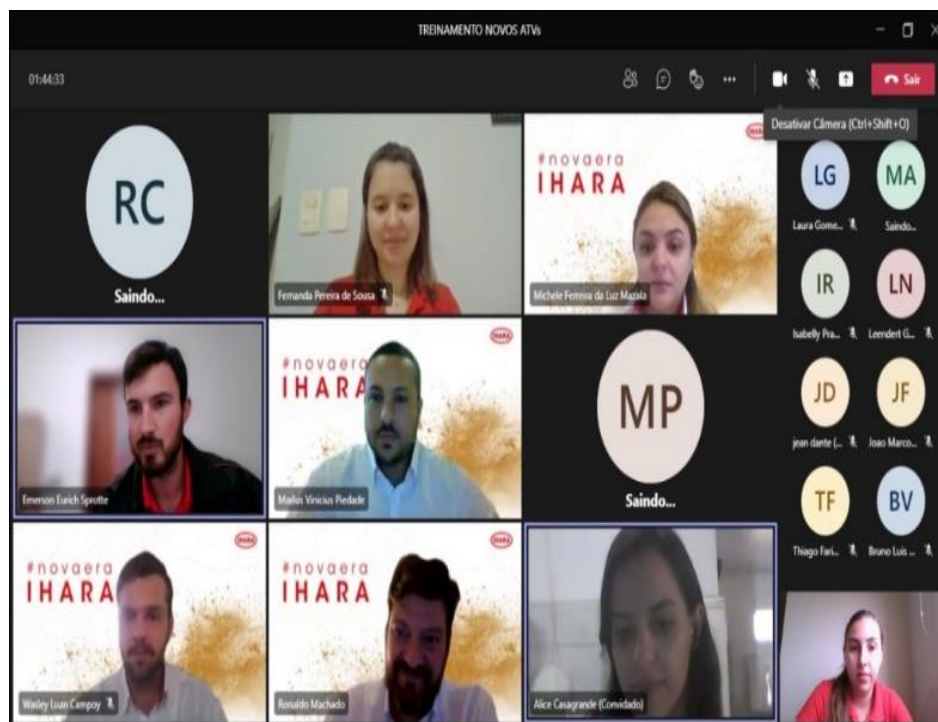 TREINAMENTO NOVOS ATVs
01:44:33
Sair
Desativar Câmera (Ctrl+Shift+O)
RC
Saindo...
Fernanda Pereira de Sousa
#novaera
IHARA
Michele Ferreira da Luz Mazala
LG
Laura Gome...
MA
Saindo...
IR
Isabelly Pra...
LN
Leendert G...
Emerson Eurich Sprotte
#novaera
IHARA
IHARA
Marlus Vinicius Piedade
MP
Saindo...
JD
jean dante (...
JF
Joao Marco...
TF
Thiago Fari...
BV
Bruno Luis ...
#novaera
IHARA
IHARA
Wasley Luan Campoy
#novaera
IHARA
IHARA
Ronaldo Machado
Alice Casagrande (Convidado)